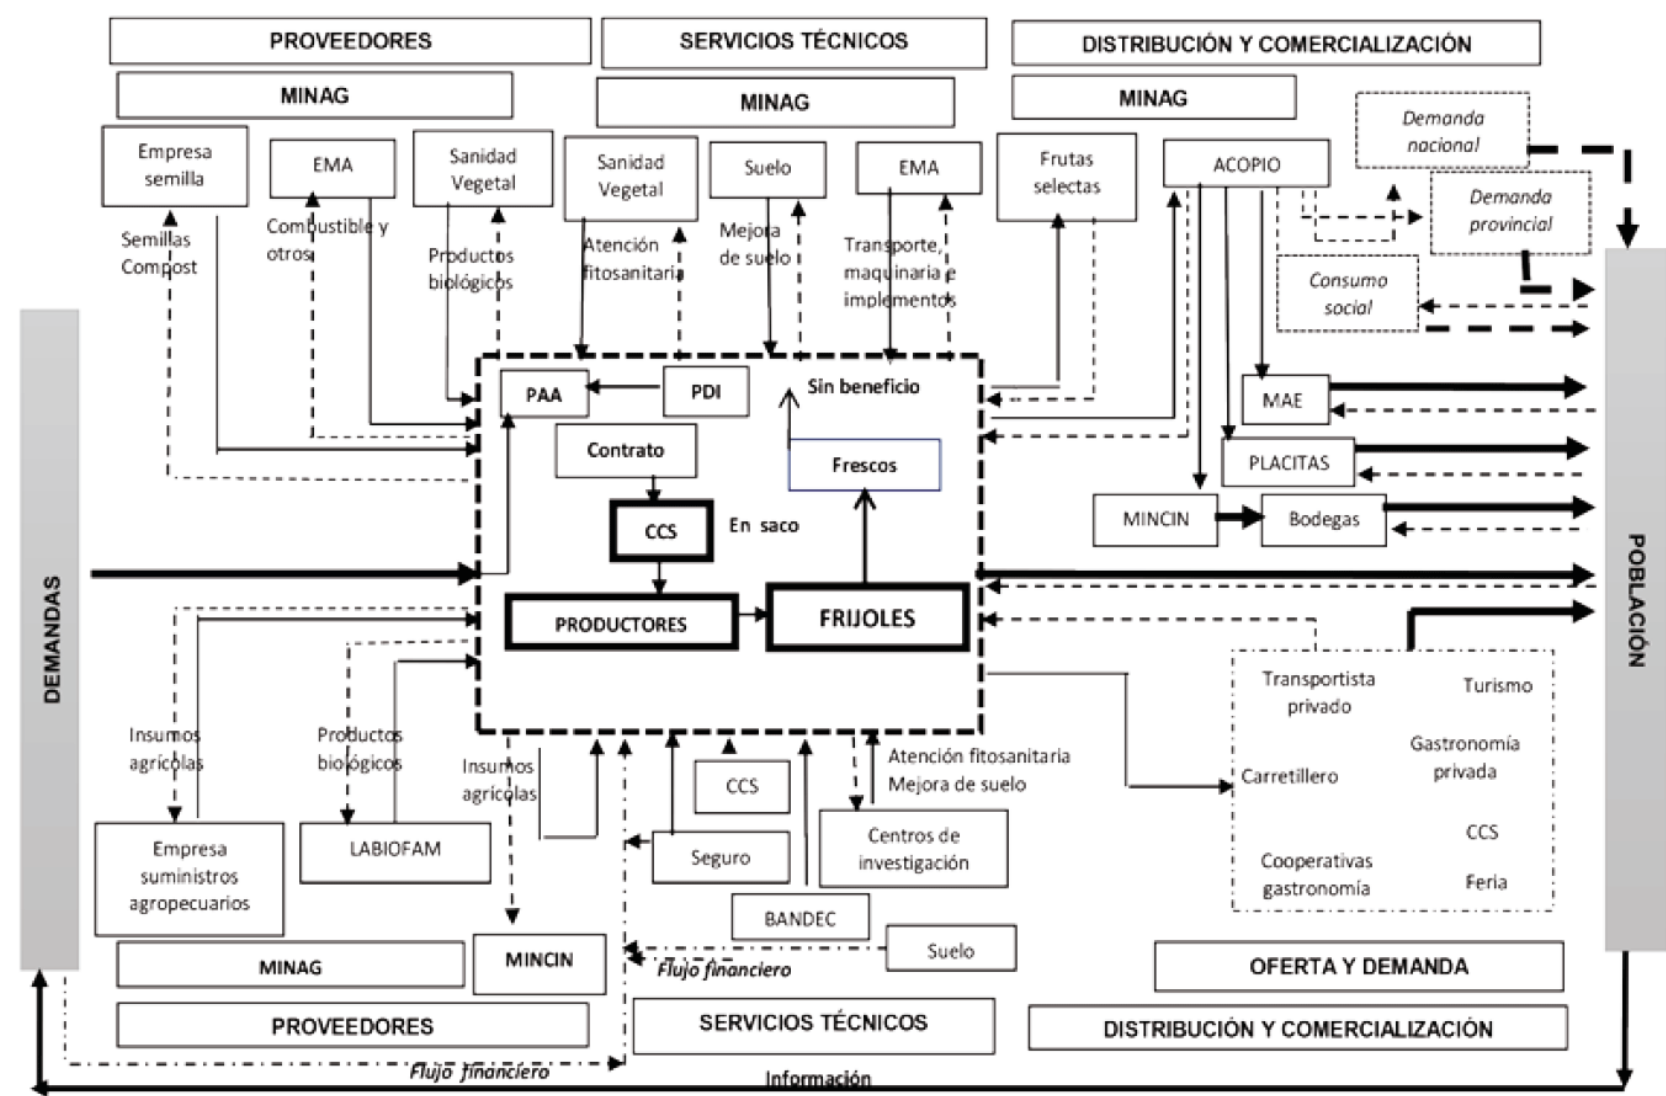 PROVEEDORES
SERVICIOS TÉCNICOS
DISTRIBUCIÓN Y COMERCIALIZACIÓN
MINAG
MINAG
MINAG
Empresa
semilla
EMA
Sanidad
Vegetal
Sanidad
Vegetal
Suelo
EMA
Frutas
selectas
ACOPIO
Demanda
nacional
Demanda
provincial
Consumo
social
Semillas
Compost
Combustible y
otros
Productos
biológicos
Atención
fitosanitaria
Mejora
de suelo
Transporte,
maquinaria e
implementos
PAA
PDI
Sin beneficio
Contrato
Frescos
CCS
En saco
PRODUCTORES
FRIJOLES
MAE
PLACITAS
MINCIN
Bodegas
DEMANDAS
POBLACIÓN
Insumos
agrícolas
Productos
biológicos
Insumos
agrícolas
CCS
Atención fitosanitaria
Mejora de suelo
Transportista
privado
Turismo
Gastronomía
privada
Carretillero
CCS
Cooperativas
gastronomía
Feria
Empresa
suministros
agropecuarios
LABIOFAM
Seguro
Centros de
investigación
BANDEC
Suelo
MINAG
MINCIN
Flujo financiero
OFERTA Y DEMANDA
PROVEEDORES
SERVICIOS TÉCNICOS
DISTRIBUCIÓN Y COMERCIALIZACIÓN
Flujo financiero
Información